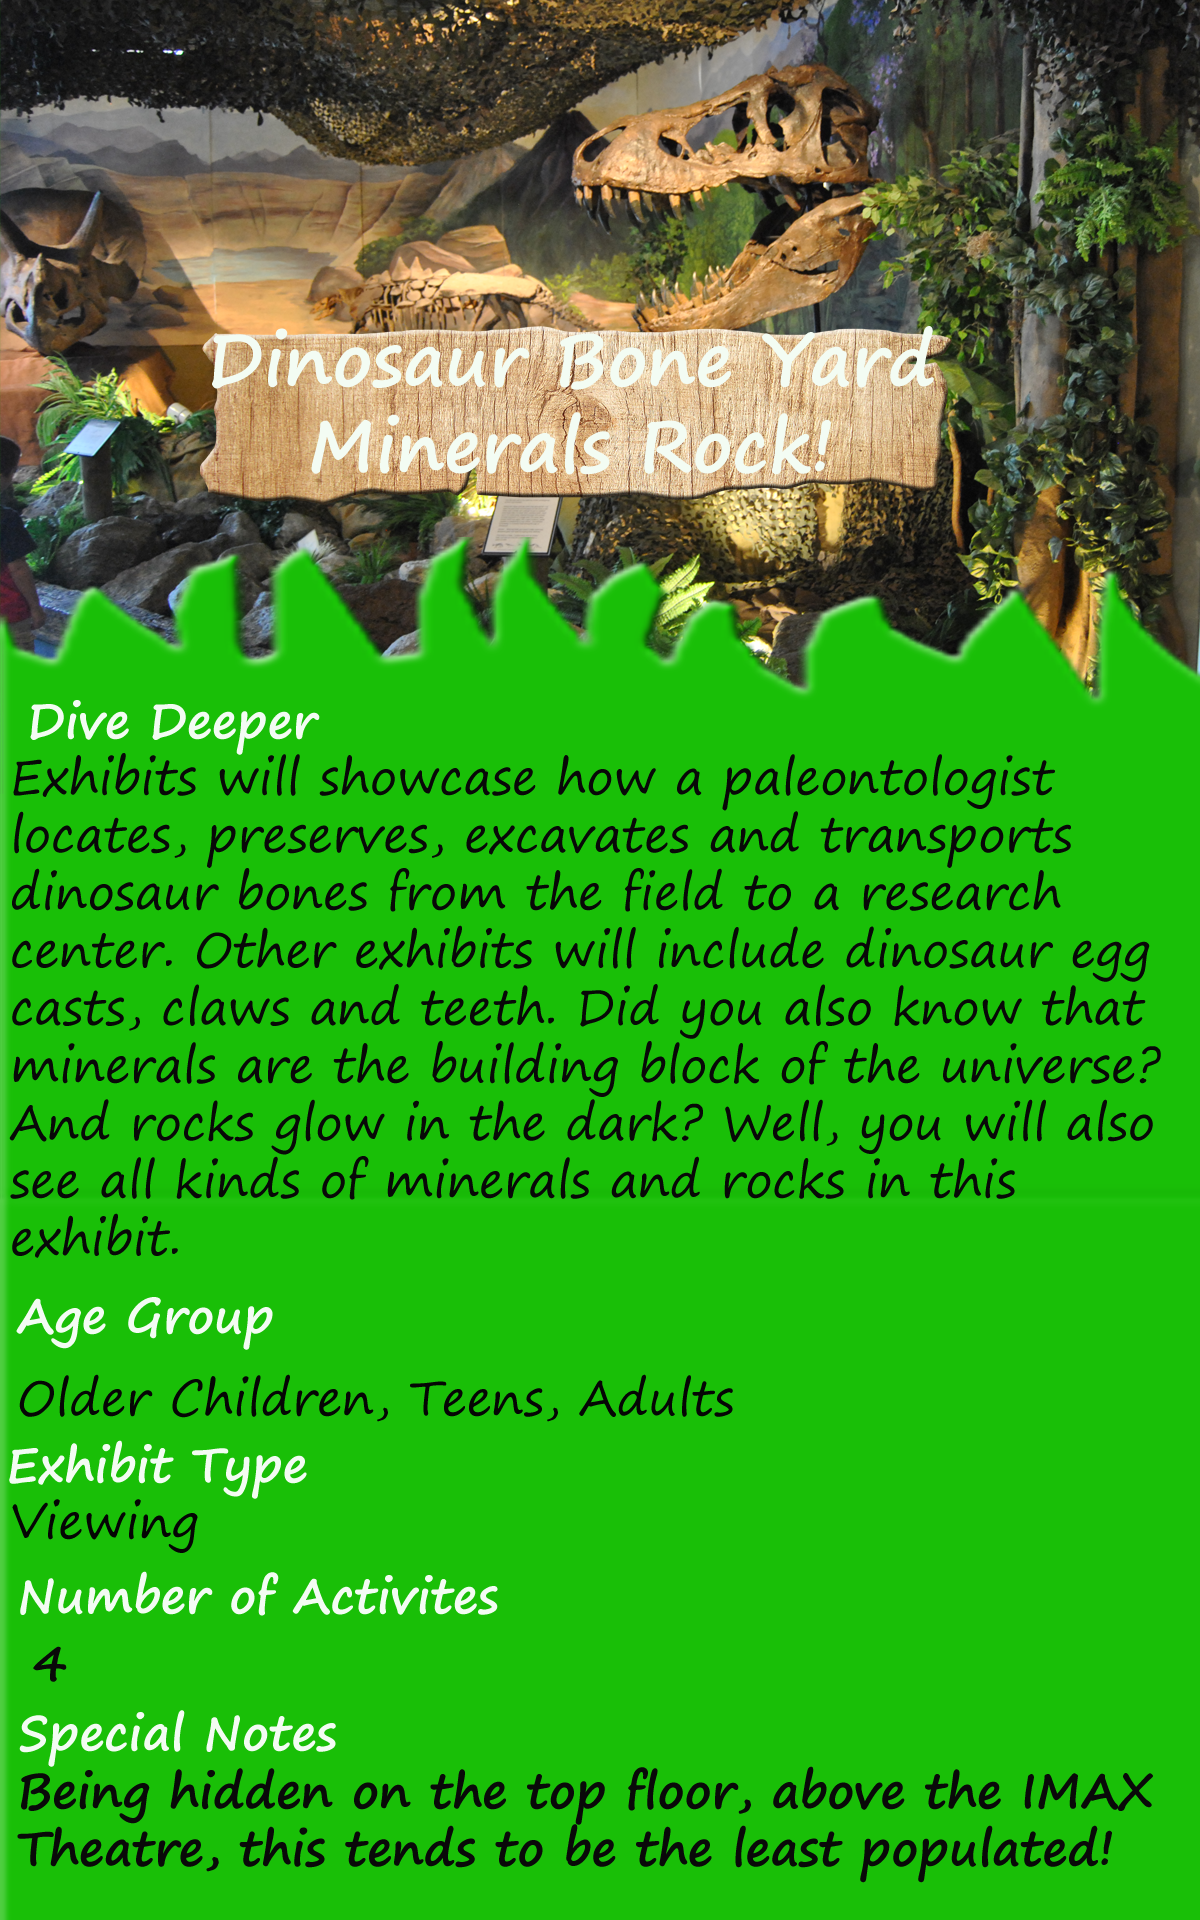 Dinosaur Bone Yard
Minerals Rock!
Dive Deeper
Exhibits will showcase how a paleontologist
locates, preserves, excavates and transports
dinosaur bones from the field to a research
center. Other exhibits will include dinosaur egg
casts, claws and teeth. Did you also know that
minerals are the building block of the universe?
And rocks glow in the dark? Well, you will also
see all kinds of minerals and rocks in this
exhibit.
Age Group
Older Children, Teens, Adults
Exhibit Type
Viewing
Number of Activites
4
Special Notes
Being hidden on the top floor, above the IMAX
Theatre, this tends to be the least populated!